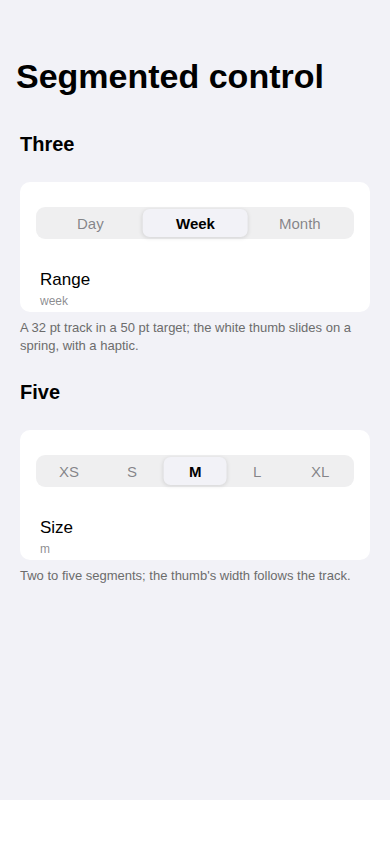 Segmented control
Three
Day Week Month
Range
week
A 32 pt track in a 50 pt target; the white thumb slides on a
spring, with a haptic.
Five
XS S M L XL
Size
m
Two to five segments; the thumb's width follows the report.